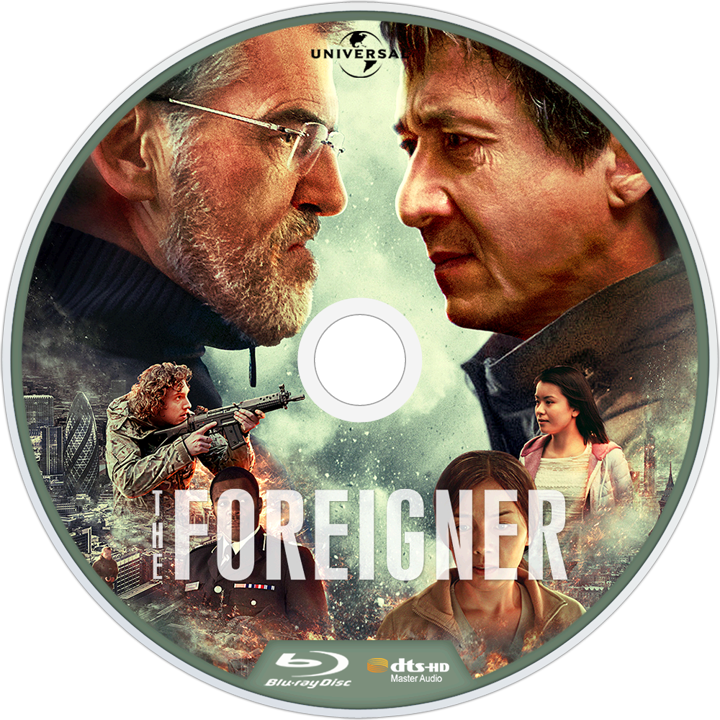 UNIVERSAL
THE
FOREIGNER
Blu-ray Disc
dts-HD
Master Audio